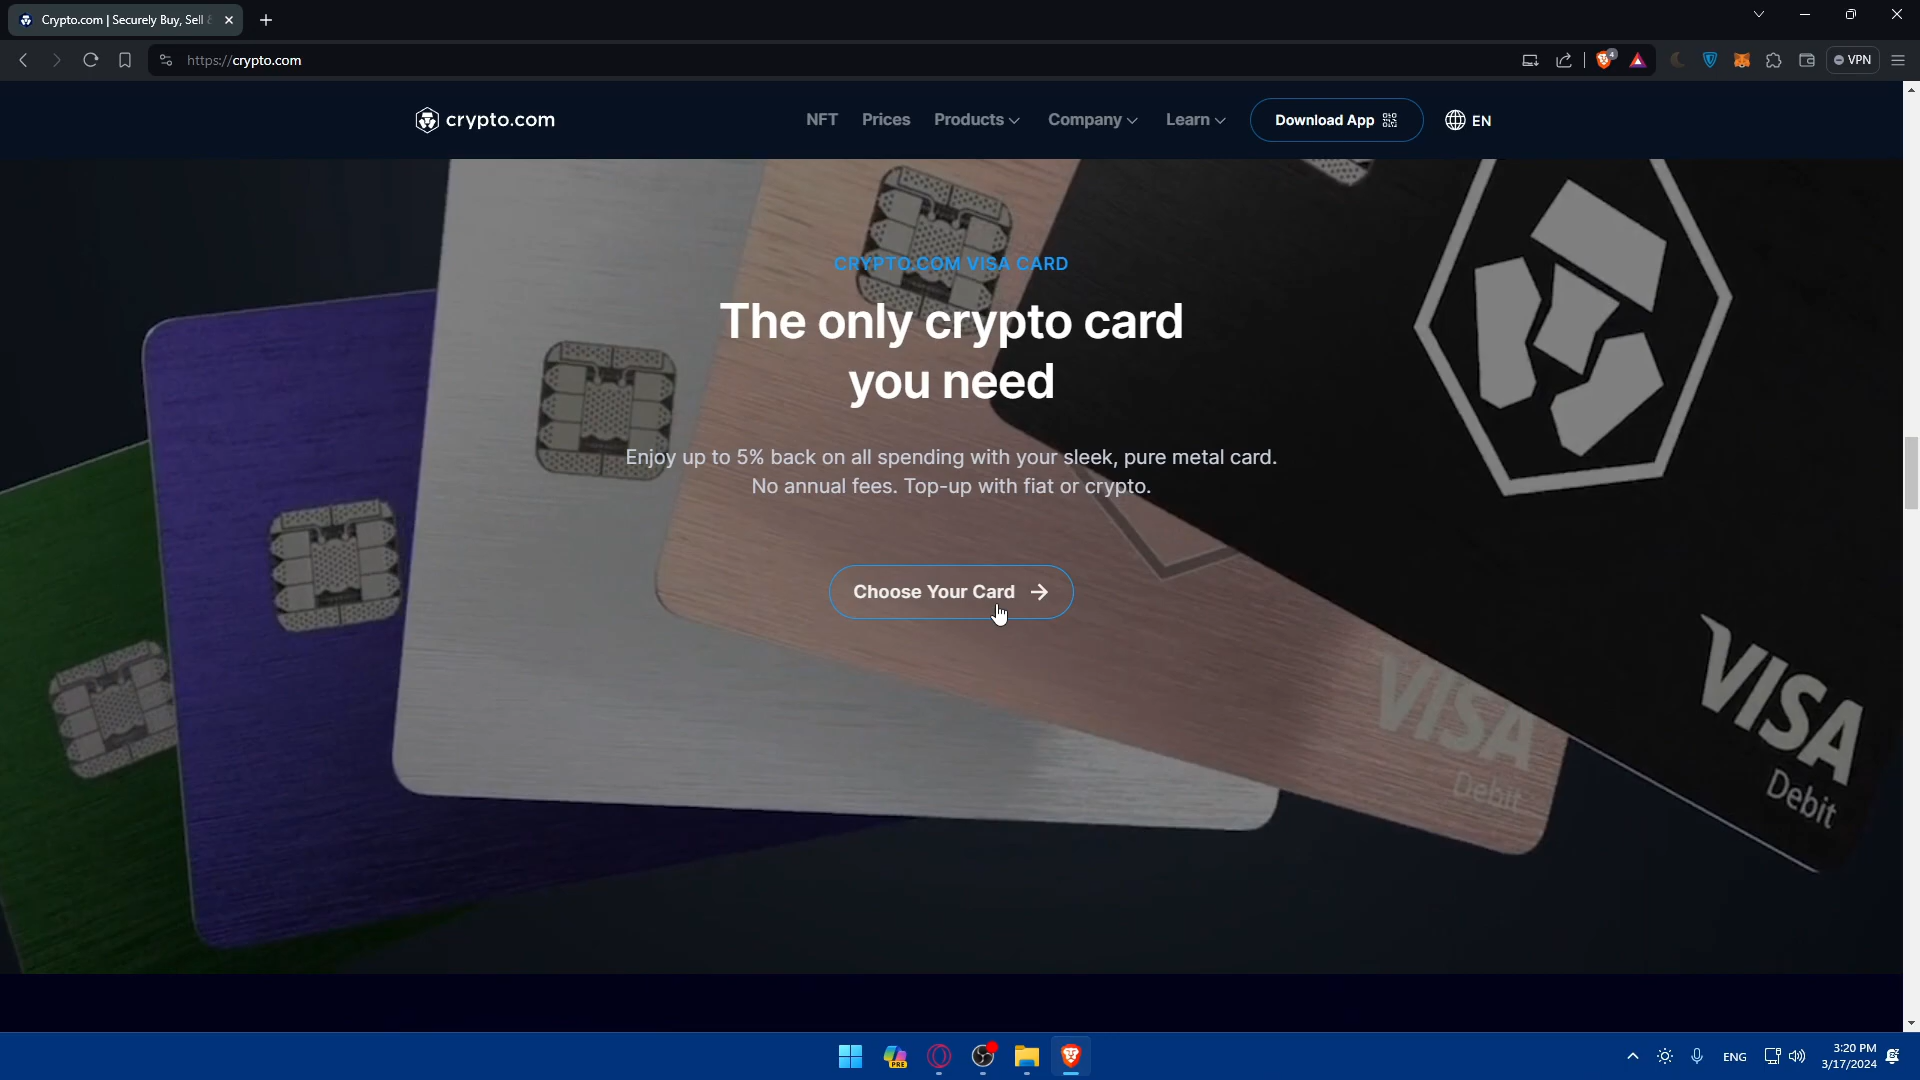 Crypto.com | Securely Buy, Sell
https://crypto.com
4
VPN
crypto.com
NFT
Prices
Products
Company
Learn
Download App
EN
CRYPTO.COM VISA CARD
The only crypto card
you need
Enjoy up to 5% back on all spending with your sleek, pure metal card.
No annual fees. Top-up with fiat or crypto.
Choose Your Card
VISA
Debit
VISA
Debit
PRE
ENG
3:20 PM
3/17/2024